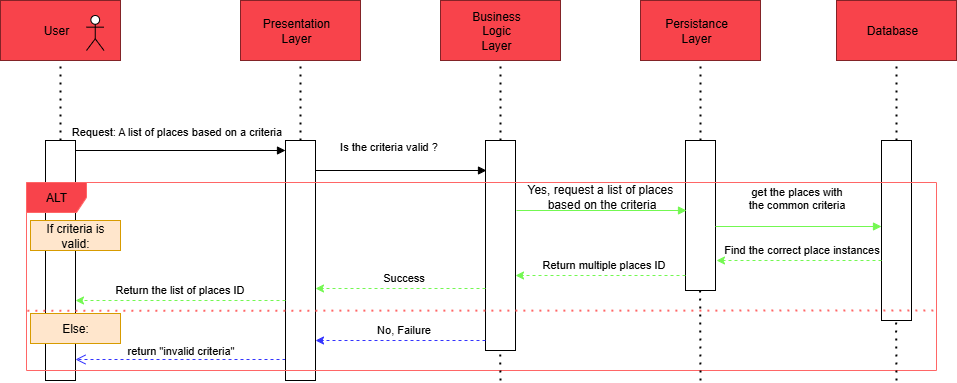 User
Presentation
Layer
Business
Logic
Layer
Persistance
Layer
Database
Request: A list of places based on a criteria
Is the criteria valid ?
ALT
Yes, request a list of places
based on the criteria
get the places with
the common criteria
If criteria is
valid:
Find the correct place instances
Return multiple places ID
Success
Return the list of places ID
Else:
No, Failure
return "invalid criteria"